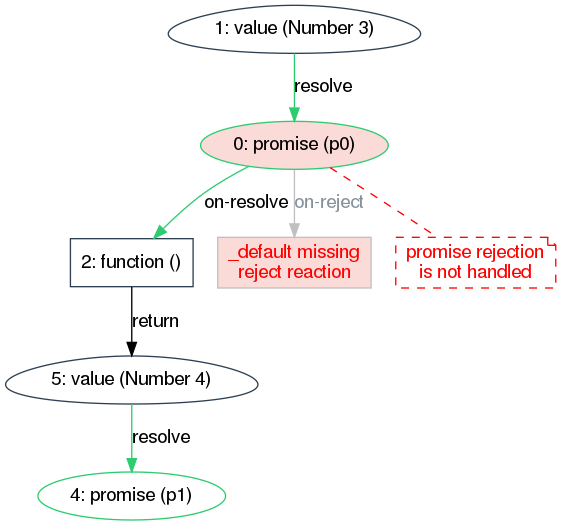 1: value (Number 3)
resolve
0: promise (p0)
on-resolve
on-reject
2: function ()
_default missing
reject reaction
promise rejection
is not handled
return
5: value (Number 4)
resolve
4: promise (p1)